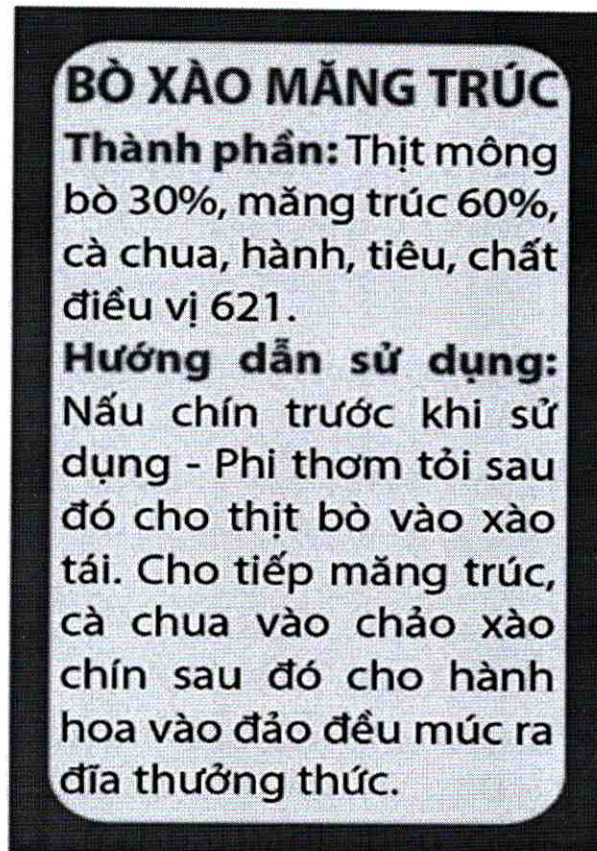 BÒ XÀO MĂNG TRÚC
Thành phần: Thịt mông
bò 30%, măng trúc 60%,
cà chua, hành, tiêu, chất
điều vị 621.
Hướng dẫn sử dụng:
Nấu chín trước khi sử
dụng - Phi thơm tỏi sau
đó cho thịt bò vào xào
tái. Cho tiếp măng trúc,
cà chua vào chảo xào
chín sau đó cho hành
hoa vào đảo đều múc ra
đĩa thưởng thức.